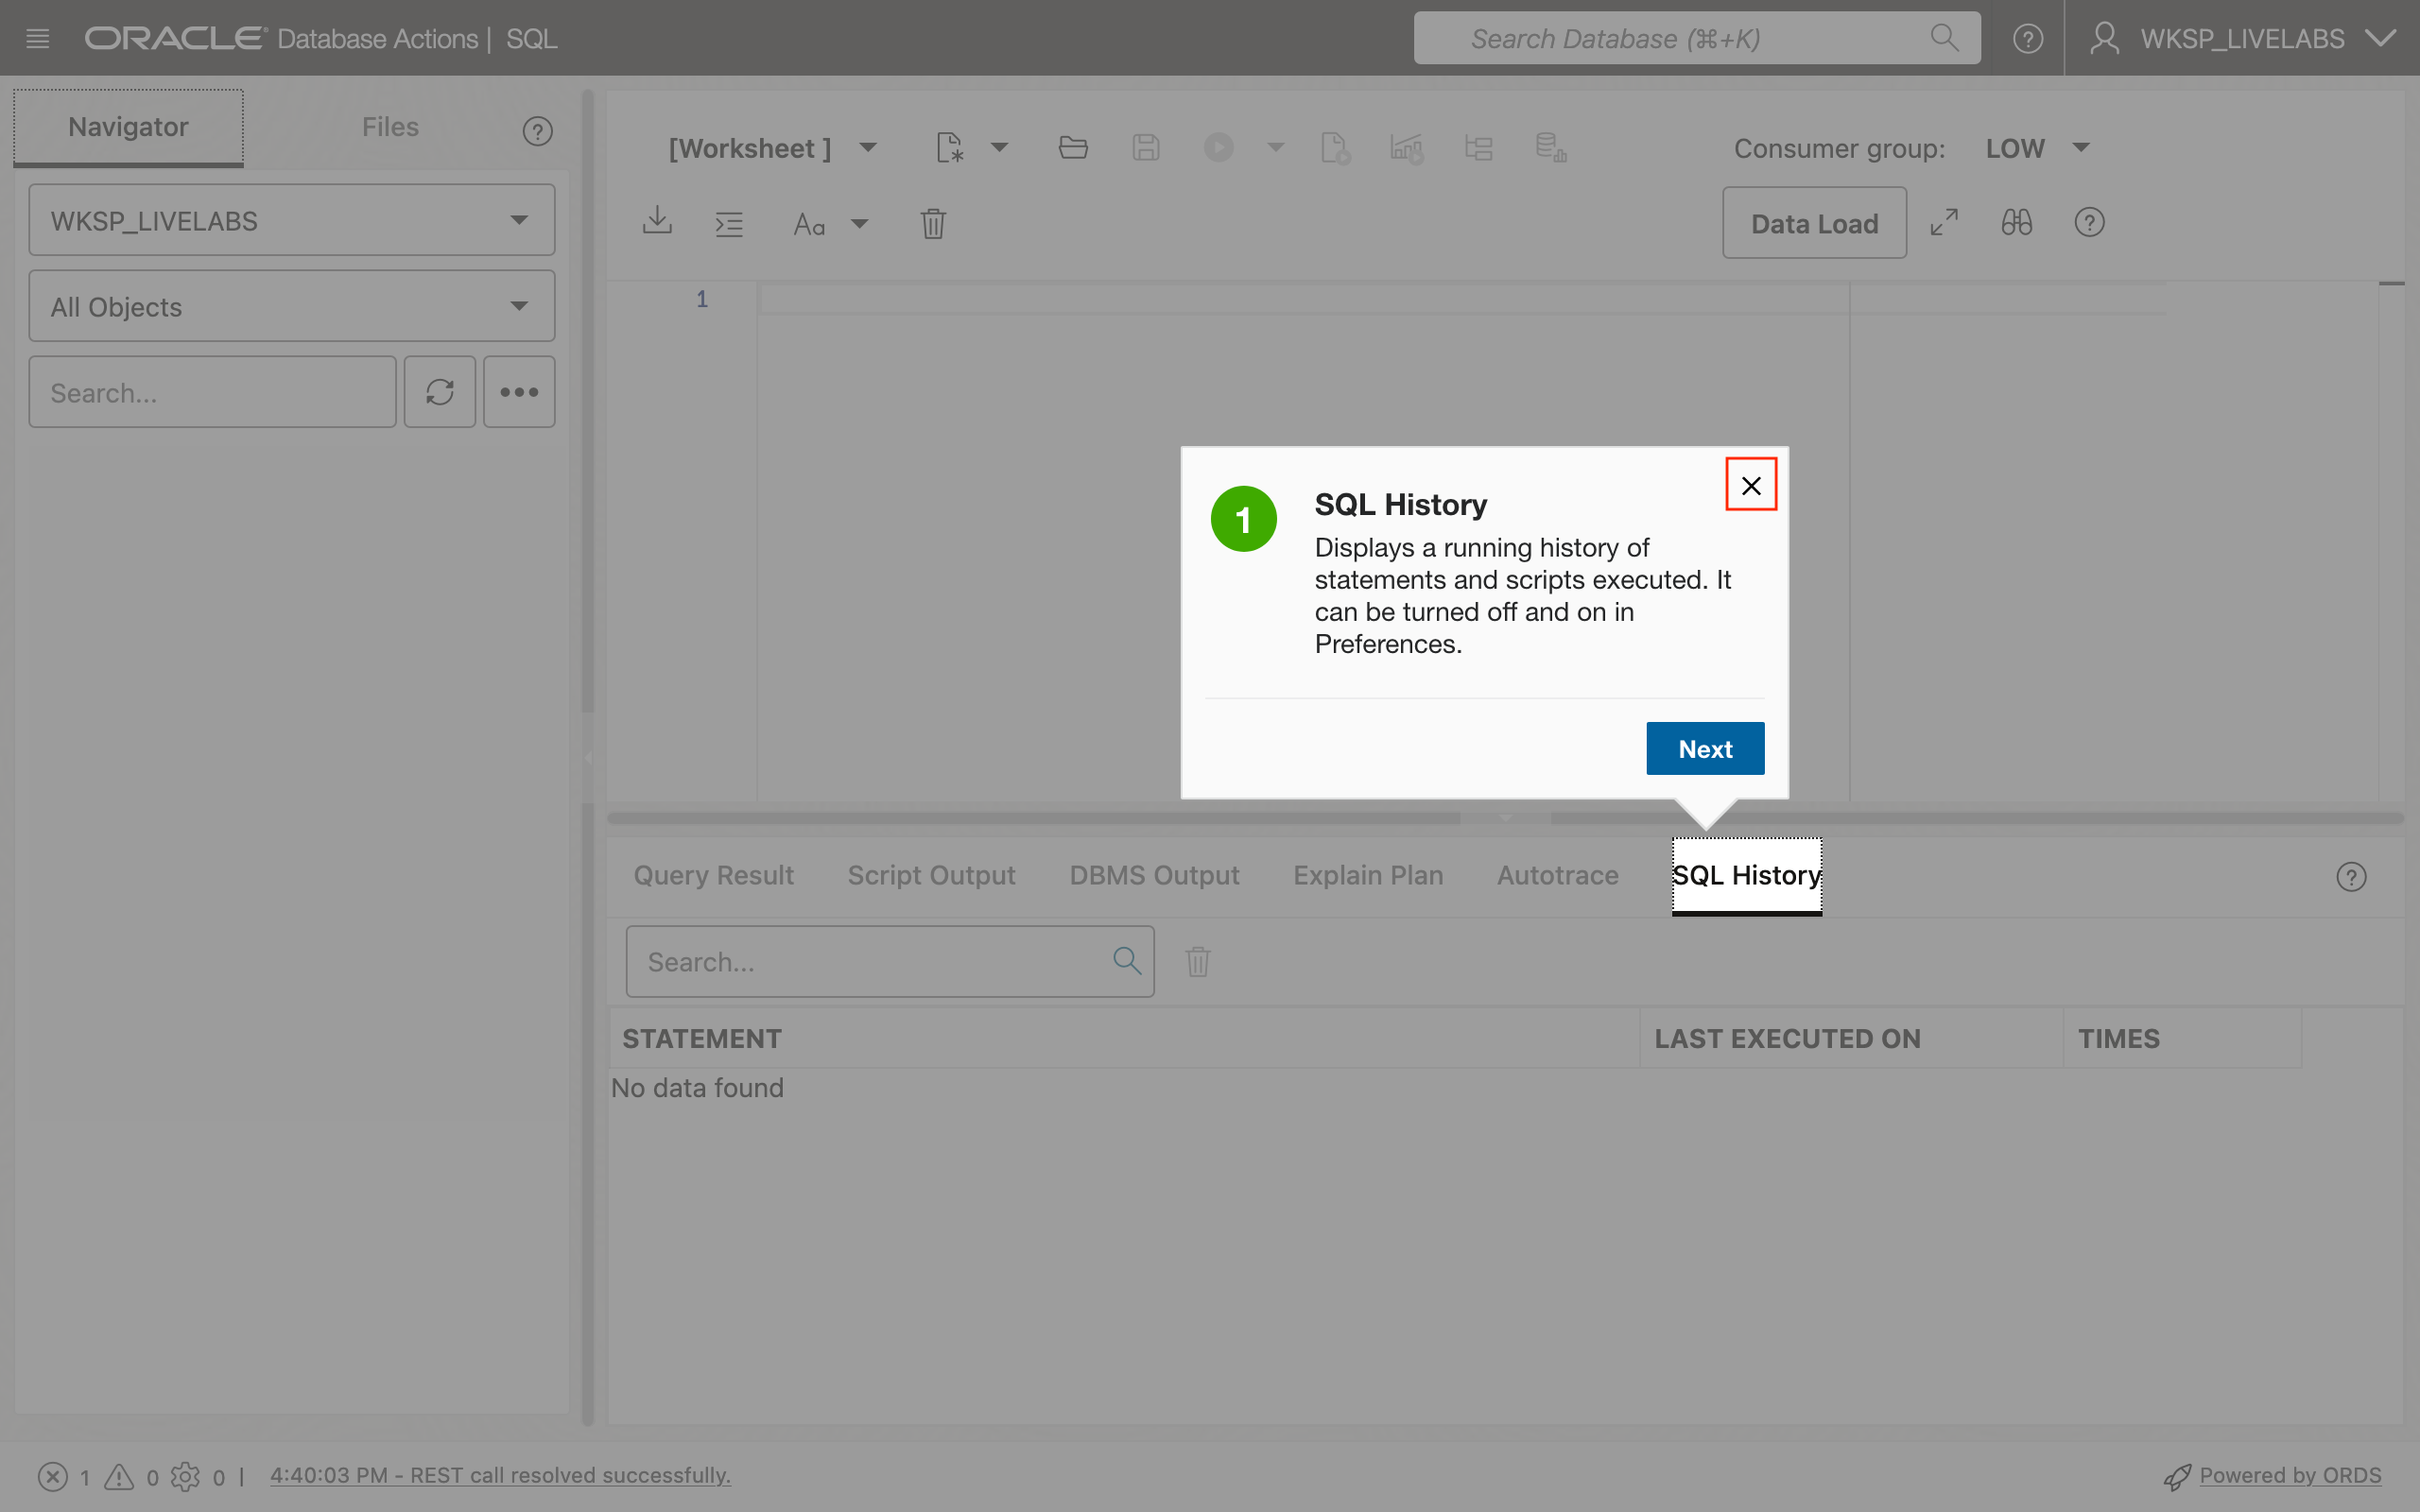 ORACLE Database Actions | SQL
Search Database (⌘+K)
WKSP_LIVELABS
Navigator
Files
WKSP_LIVELABS
All Objects
Search...
[Worksheet ]
Consumer group: LOW
Aa
Data Load
1
1
SQL History
Displays a running history of
statements and scripts executed. It
can be turned off and on in
Preferences.
Next
Query Result
Script Output
DBMS Output
Explain Plan
Autotrace
SQL History
Search...
STATEMENT
LAST EXECUTED ON
TIMES
No data found
1 0 0 | 4:40:03 PM - REST call resolved successfully.
Powered by ORDS